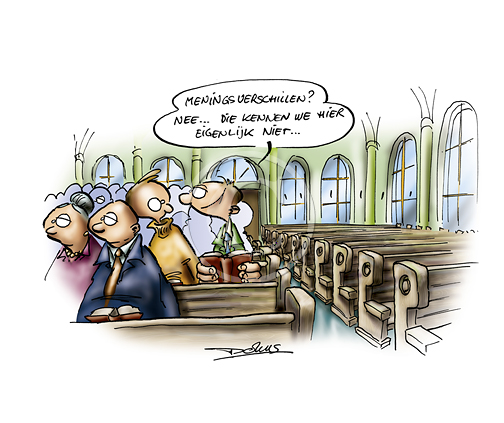 MENINGSVERSCHILLEN?
NEE... DIE KENNEN WE HIER
EIGENLIJK NIET...